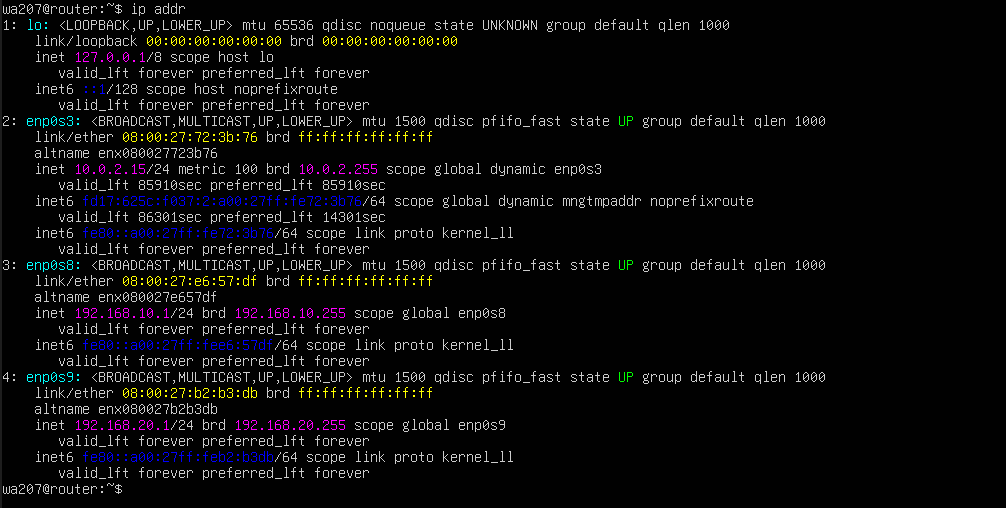 wa207@router:~$ ip addr
1: lo: <LOOPBACK,UP,LOWER_UP> mtu 65536 qdisc noqueue state UNKNOWN group default qlen 1000
    link/loopback 00:00:00:00:00:00 brd 00:00:00:00:00:00
    inet 127.0.0.1/8 scope host lo
       valid_lft forever preferred_lft forever
    inet6 ::1/128 scope host noprefixroute
       valid_lft forever preferred_lft forever
2: enp0s3: <BROADCAST,MULTICAST,UP,LOWER_UP> mtu 1500 qdisc pfifo_fast state UP group default qlen 1000
    link/ether 08:00:27:72:3b:76 brd ff:ff:ff:ff:ff:ff
    altname enx080027723b76
    inet 10.0.2.15/24 metric 100 brd 10.0.2.255 scope global dynamic enp0s3
       valid_lft 85910sec preferred_lft 85910sec
    inet6 fd17:625c:f037:2:a00:27ff:fe72:3b76/64 scope global dynamic mngtmpaddr noprefixroute
       valid_lft 86301sec preferred_lft 14301sec
    inet6 fe80::a00:27ff:fe72:3b76/64 scope link proto kernel_ll
       valid_lft forever preferred_lft forever
3: enp0s8: <BROADCAST,MULTICAST,UP,LOWER_UP> mtu 1500 qdisc pfifo_fast state UP group default qlen 1000
    link/ether 08:00:27:e6:57:df brd ff:ff:ff:ff:ff:ff
    altname enx080027e657df
    inet 192.168.10.1/24 brd 192.168.10.255 scope global enp0s8
       valid_lft forever preferred_lft forever
    inet6 fe80::a00:27ff:fee6:57df/64 scope link proto kernel_ll
       valid_lft forever preferred_lft forever
4: enp0s9: <BROADCAST,MULTICAST,UP,LOWER_UP> mtu 1500 qdisc pfifo_fast state UP group default qlen 1000
    link/ether 08:00:27:b2:b3:db brd ff:ff:ff:ff:ff:ff
    altname enx080027b2b3db
    inet 192.168.20.1/24 brd 192.168.20.255 scope global enp0s9
       valid_lft forever preferred_lft forever
    inet6 fe80::a00:27ff:feb2:b3db/64 scope link proto kernel_ll
       valid_lft forever preferred_lft forever
wa207@router:~$